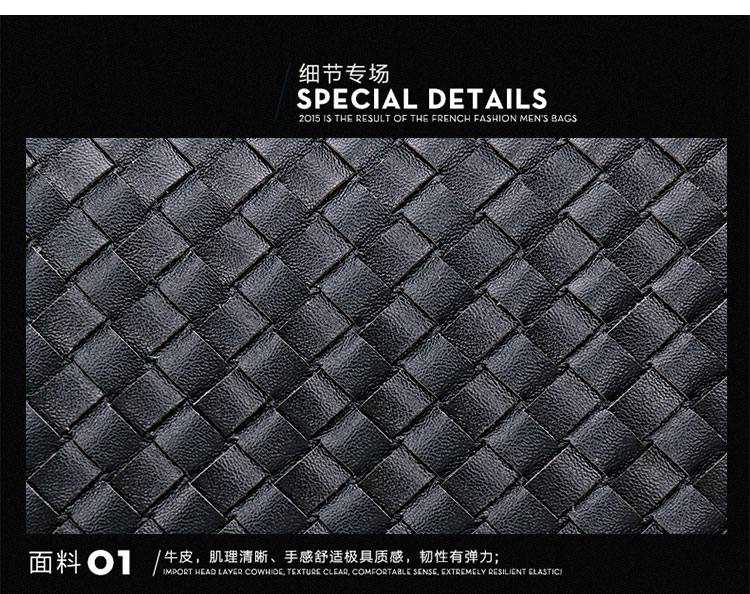 细节专场
SPECIAL DETAILS
2015 IS THE RESULT OF THE FRENCH FASHION MEN'S BAGS
面料 01
牛皮，肌理清晰、手感舒适极具质感，韧性有弹力；
IMPORT HEAD LAYER COWHIDE, TEXTURE CLEAR, COMFORTABLE SENSE, EXTREMELY RESILIENT ELASTIC!